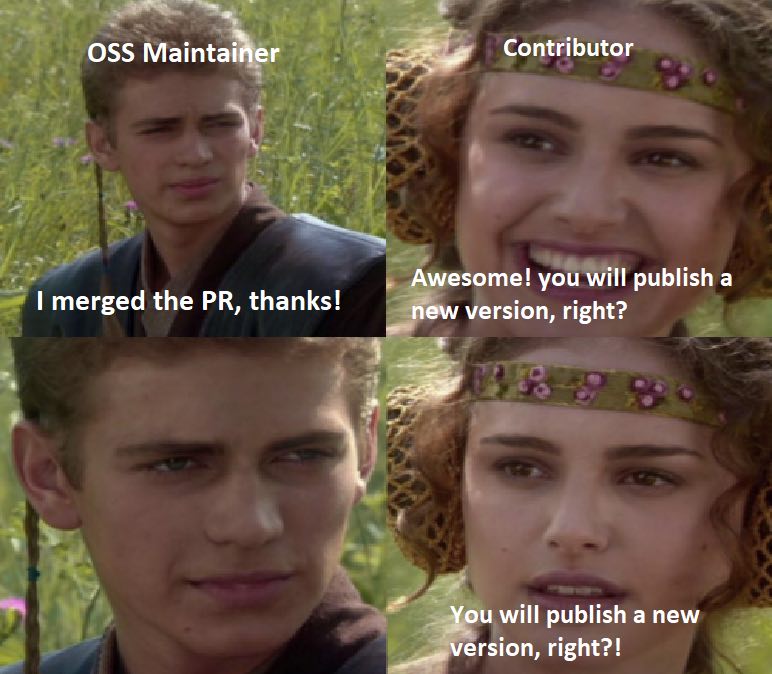 OSS Maintainer
Contributor
I merged the PR, thanks!
Awesome! you will publish a
new version, right?
You will publish a new
version, right?!